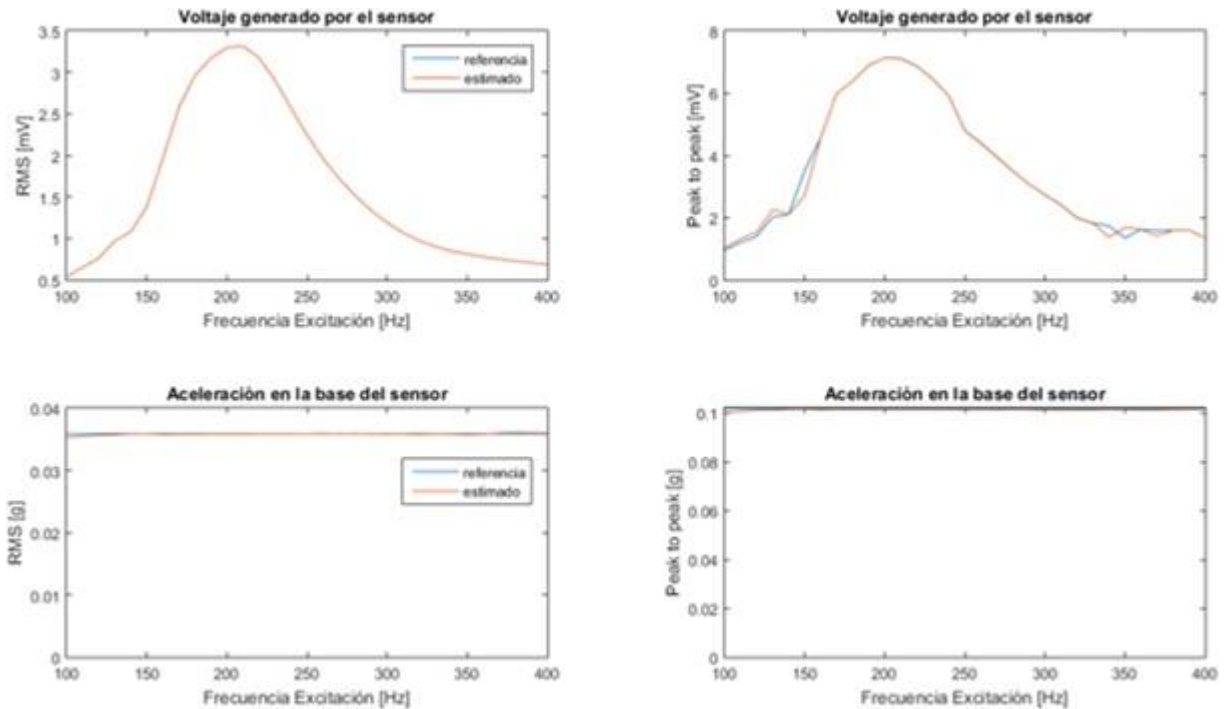 Voltaje generado por el sensor
3.5
3
2.5
2
1.5
1
0.5
RMS [mV]
referencia
estimado
100 150 200 250 300 350 400
Frecuencia Excitación [Hz]
Voltaje generado por el sensor
8
6
4
2
0
Peak to peak [mV]
100 150 200 250 300 350 400
Frecuencia Excitación [Hz]
Aceleraciòn en la base del sensor
0.04
0.03
0.02
0.01
0
RMS [g]
referencia
estimado
100 150 200 250 300 350 400
Frecuencia Excitación [Hz]
Aceleraciòn en la base del sensor
0.1
0.08
0.06
0.04
0.02
0
Peak to peak [g]
100 150 200 250 300 350 400
Frecuencia Excitación [Hz]